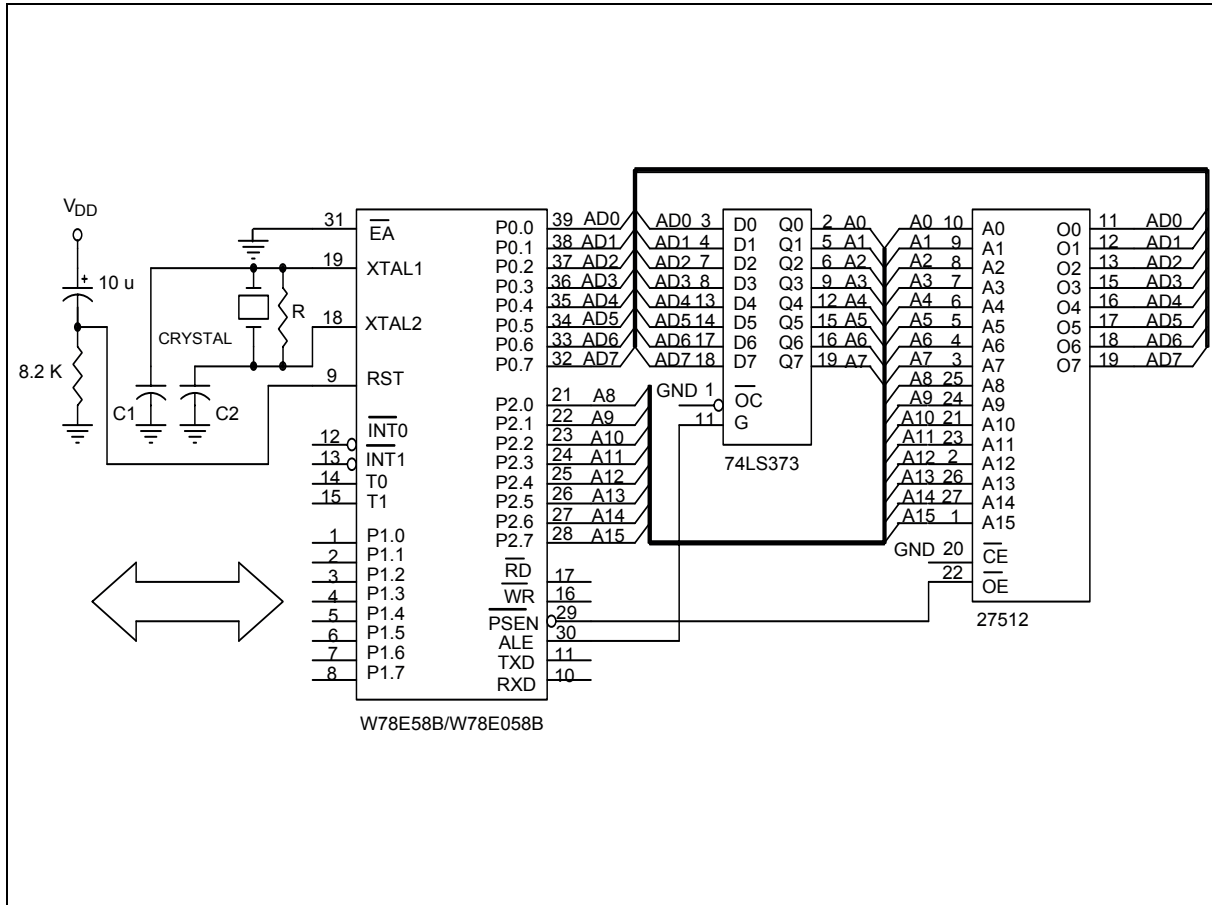 VDD
10 u
+
8.2 K
C1
C2
CRYSTAL
R
31 EA
19 XTAL1
18 XTAL2
9 RST
12 INT0
13 INT1
14 T0
15 T1
1 P1.0
2 P1.1
3 P1.2
4 P1.3
5 P1.4
6 P1.5
7 P1.6
8 P1.7
P0.0 39 AD0
P0.1 38 AD1
P0.2 37 AD2
P0.3 36 AD3
P0.4 35 AD4
P0.5 34 AD5
P0.6 33 AD6
P0.7 32 AD7
P2.0 21 A8
P2.1 22 A9
P2.2 23 A10
P2.3 24 A11
P2.4 25 A12
P2.5 26 A13
P2.6 27 A14
P2.7 28 A15
RD 17
WR 16
PSEN 29
ALE 30
TXD 11
RXD 10
W78E58B/W78E058B
AD0 3 D0 Q0 2 A0
AD1 4 D1 Q1 5 A1
AD2 7 D2 Q2 6 A2
AD3 8 D3 Q3 9 A3
AD4 13 D4 Q4 12 A4
AD5 14 D5 Q5 15 A5
AD6 17 D6 Q6 16 A6
AD7 18 D7 Q7 19 A7
GND 1 OC
11 G
74LS373
A0 10 A0 O0 11 AD0
A1 9 A1 O1 12 AD1
A2 8 A2 O2 13 AD2
A3 7 A3 O3 15 AD3
A4 6 A4 O4 16 AD4
A5 5 A5 O5 17 AD5
A6 4 A6 O6 18 AD6
A7 3 A7 O7 19 AD7
A8 25 A8
A9 24 A9
A10 21 A10
A11 23 A11
A12 2 A12
A13 26 A13
A14 27 A14
A15 1 A15
GND 20 CE
22 OE
27512